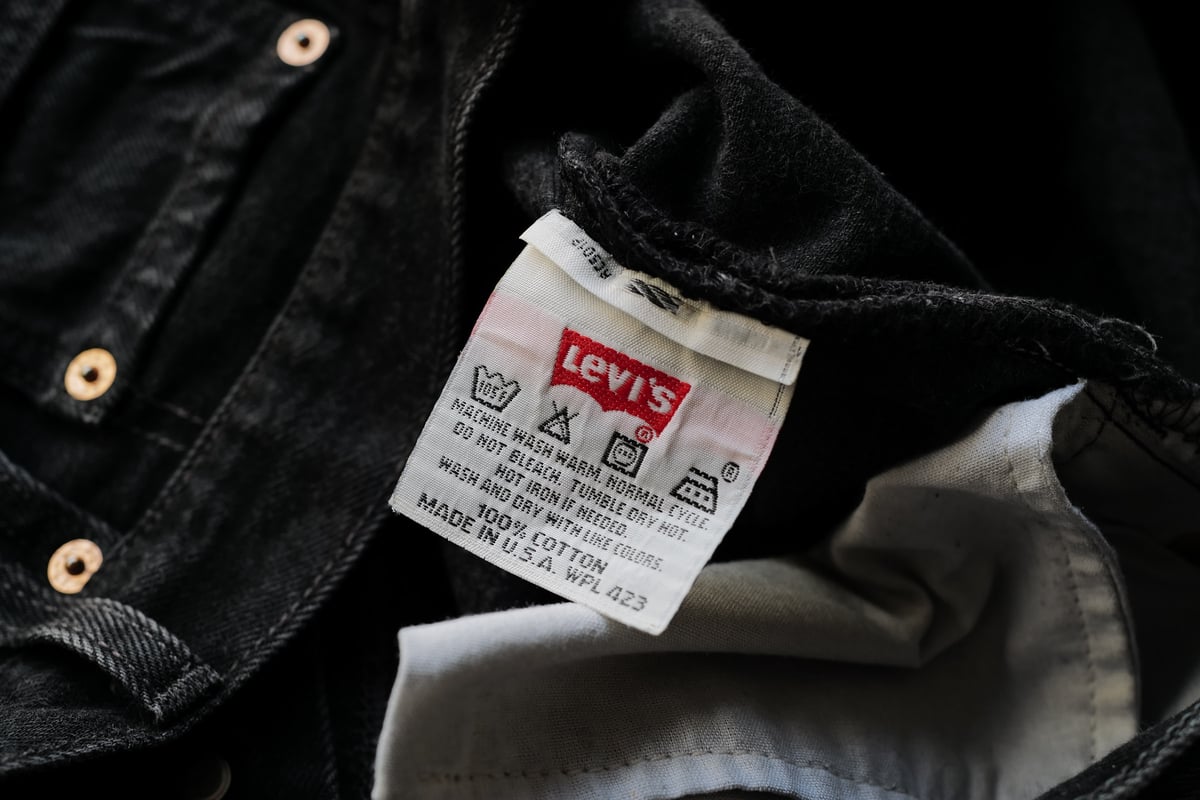 LEVI'S
®
105F
®
MACHINE WASH WARM, NORMAL CYCLE.
DO NOT BLEACH. TUMBLE DRY HOT.
HOT IRON IF NEEDED.
WASH AND DRY WITH LIKE COLORS.
100% COTTON
MADE IN U.S.A. WPL 423